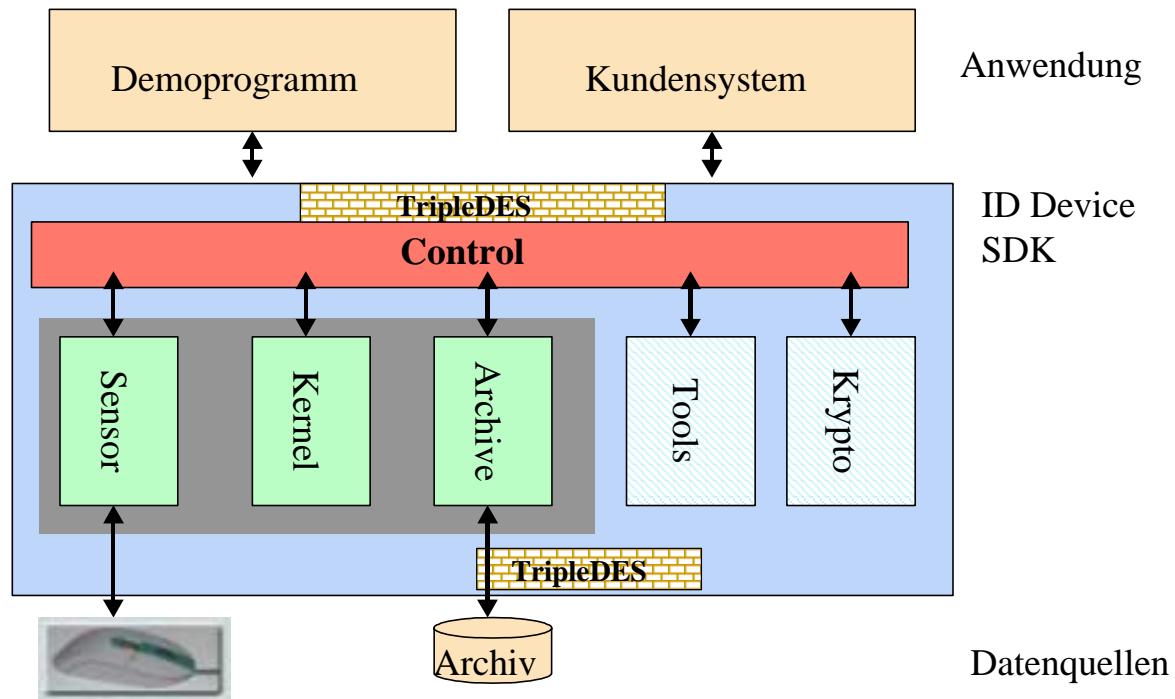 Demoprogramm
Kundensystem
Anwendung
TripleDES
ID Device
SDK
Control
Sensor
Kernel
Archive
Tools
Krypto
TripleDES
Archiv
Datenquellen